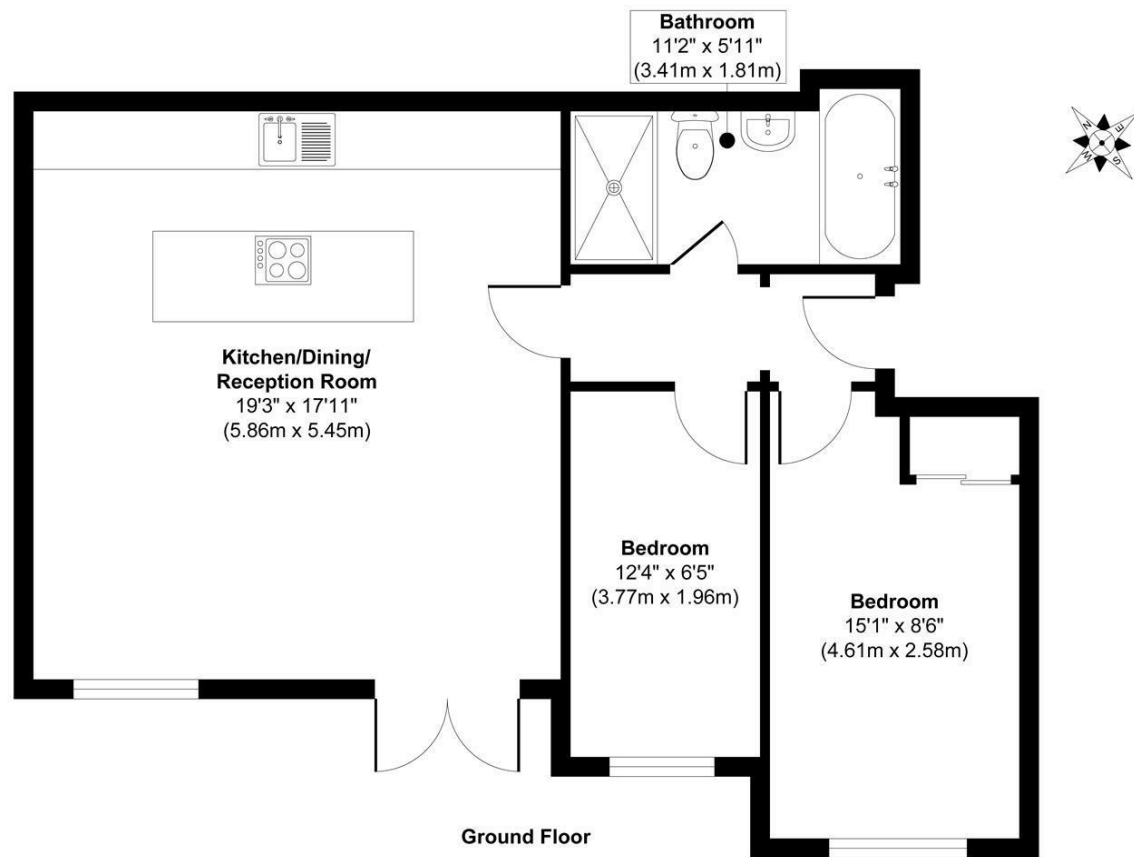 Bathroom
11'2" x 5'11"
(3.41m x 1.81m)
N
E
W
S
Kitchen/Dining/
Reception Room
19'3" x 17'11"
(5.86m x 5.45m)
Bedroom
12'4" x 6'5"
(3.77m x 1.96m)
Bedroom
15'1" x 8'6"
(4.61m x 2.58m)
Ground Floor